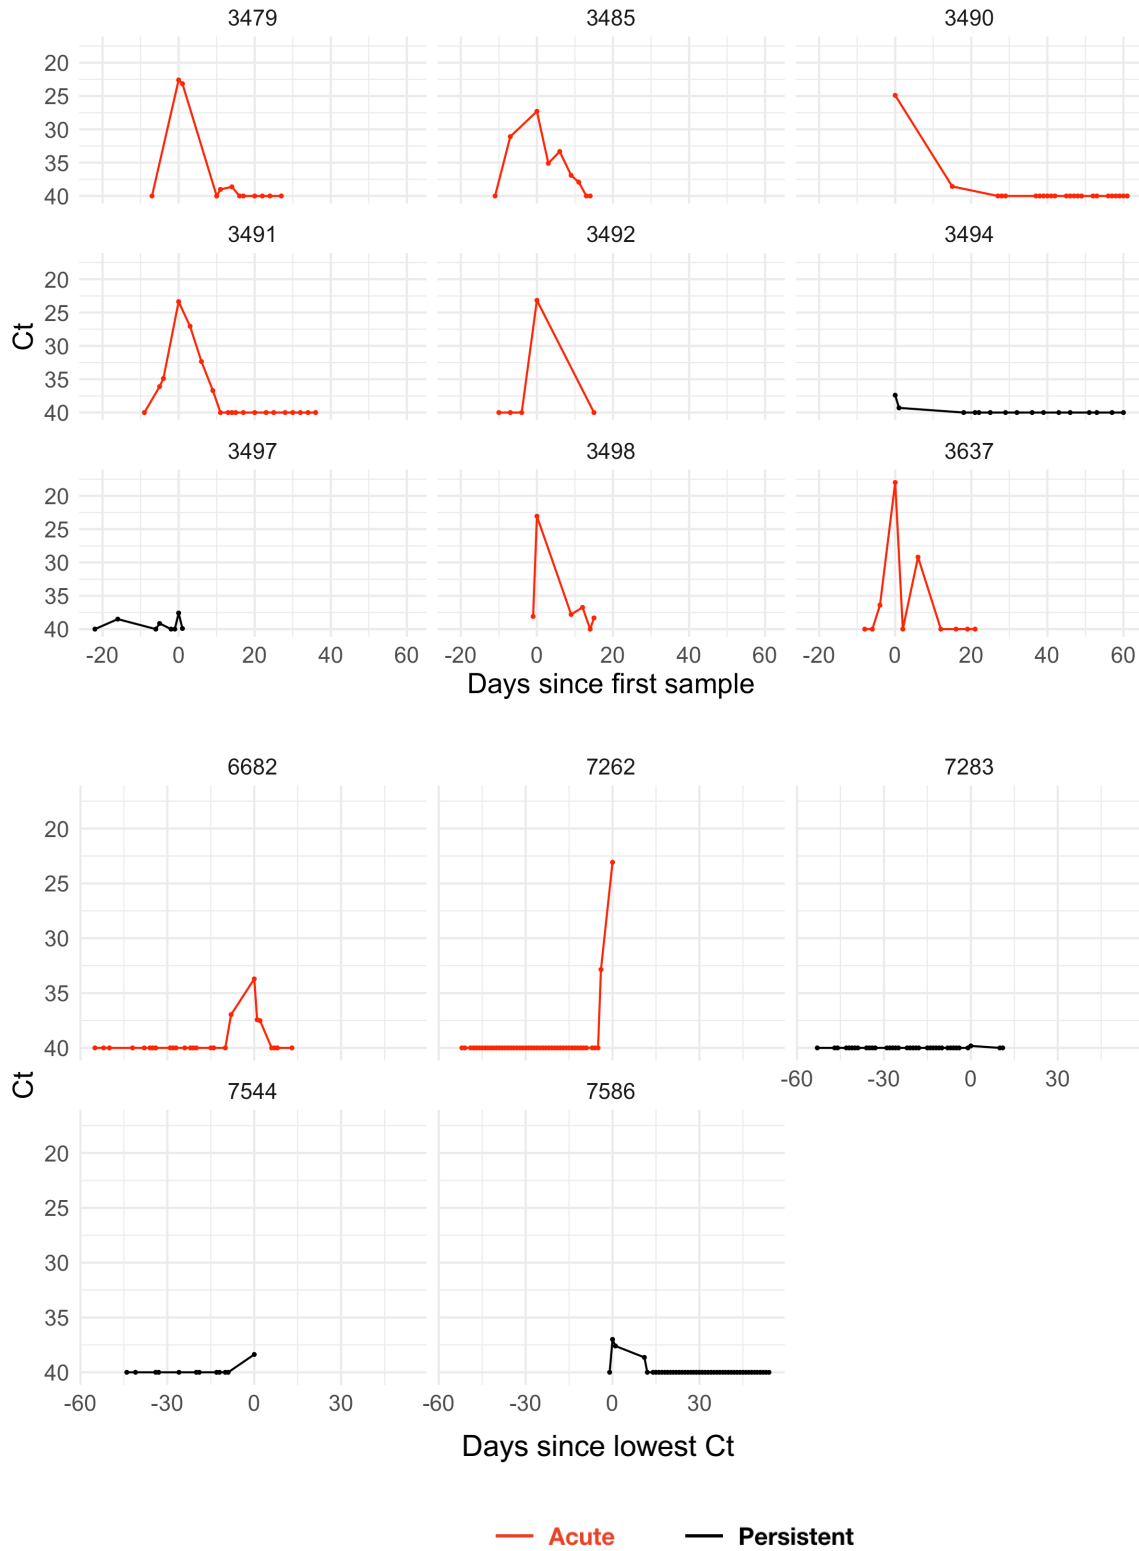 3479 3485 3490
20
25
30
35
40
3491 3492 3494
20
25
30
35
40
Ct
3497 3498 3637
20
25
30
35
40
-20 0 20 40 60 -20 0 20 40 60 -20 0 20 40 60
Days since first sample
6682 7262 7283
20
25
30
35
40
-60 -30 0 30
Ct
7544 7586
20
25
30
35
40
-60 -30 0 30 -60 -30 0 30
Days since lowest Ct
Acute Persistent